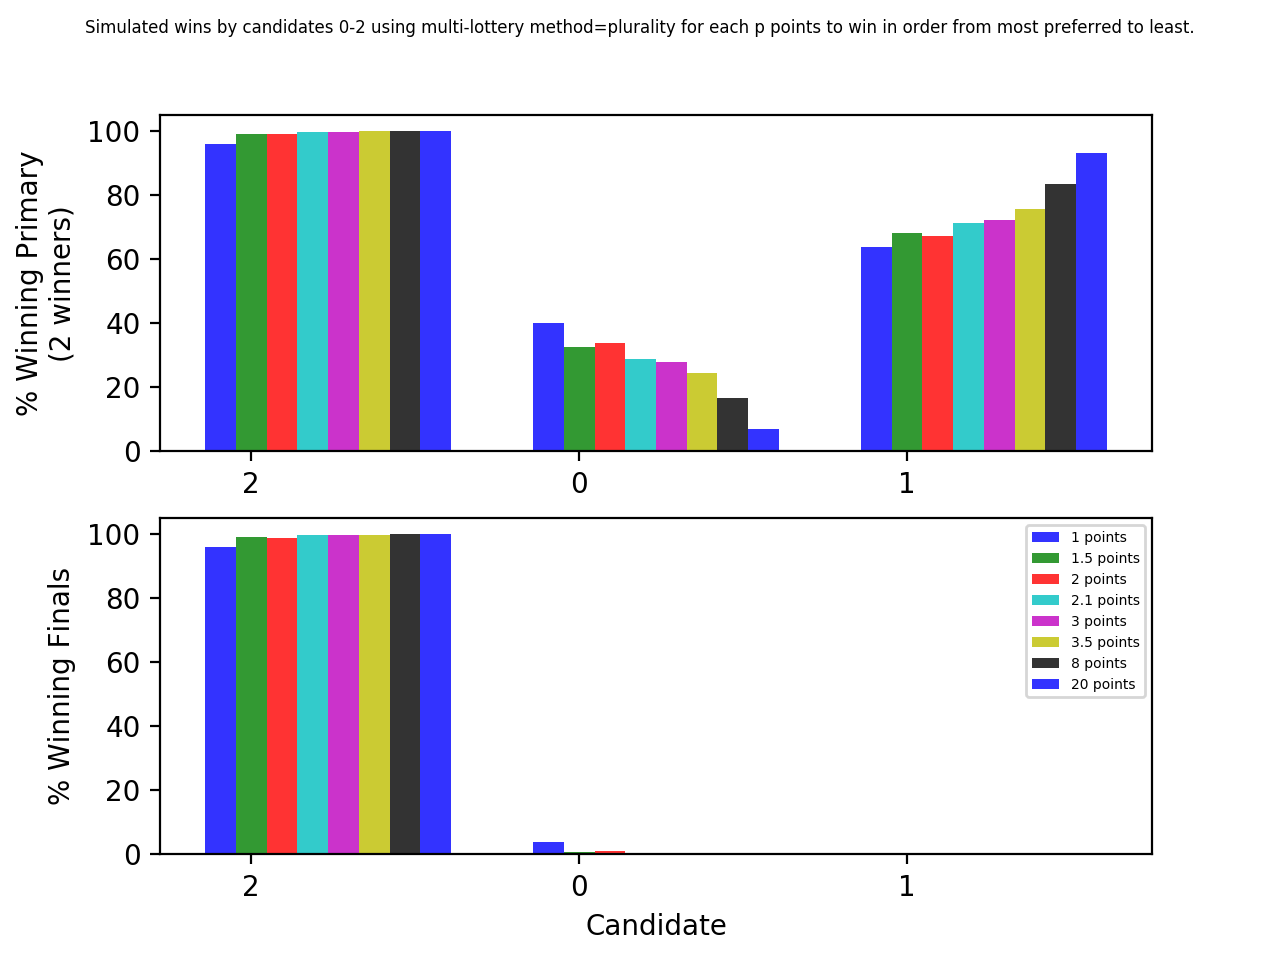 Simulated wins by candidates 0-2 using multi-lottery method=plurality for each p points to win in order from most preferred to least.
% Winning Primary
(2 winners)
100
80
60
40
20
0
2 0 1
% Winning Finals
100
80
60
40
20
0
1 points
1.5 points
2 points
2.1 points
3 points
3.5 points
8 points
20 points
2 0 1
Candidate